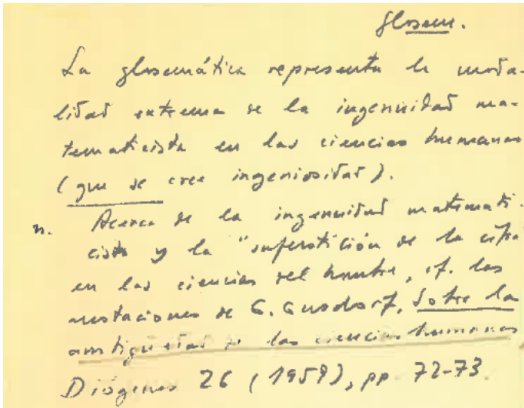 Glosem.
La glosemática representa la moda-
lidad extrema de la ingenuidad ma-
tematicista en las ciencias humanas
(que se cree ingeniosidad).
n. Acerca de la ingenuidad matemati-
cista y la "superstición de la cifra
en las ciencias del hombre, cf. las
anotaciones de G. Gusdorf, Sobre la
ambigüedad de las ciencias humanas
Diógenes 26 (1959), pp. 72-73.